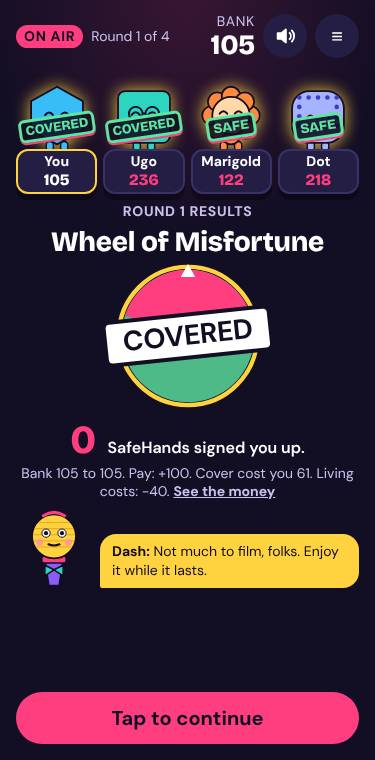 ON AIR Round 1 of 4
BANK
105
COVERED
COVERED
SAFE
SAFE
You
105
Ugo
236
Marigold
122
Dot
218
ROUND 1 RESULTS
Wheel of Misfortune
COVERED
0 SafeHands signed you up.
Bank 105 to 105. Pay: +100. Cover cost you 61. Living
costs: −40. See the money
Dash: Not much to film, folks. Enjoy
it while it lasts.
Tap to continue